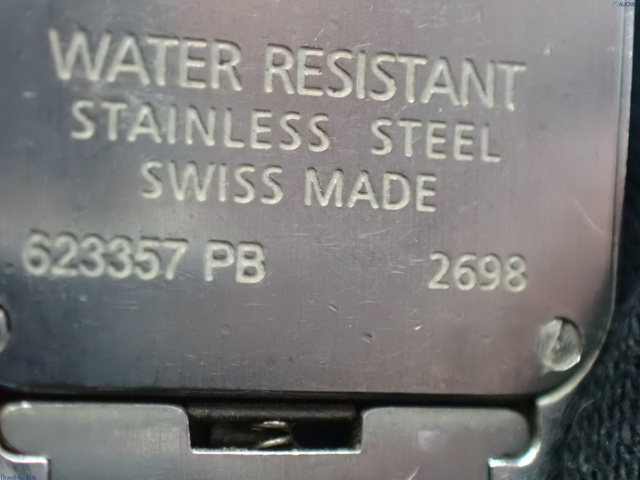 WATER RESISTANT
STAINLESS STEEL
SWISS MADE
623357 PB 2698